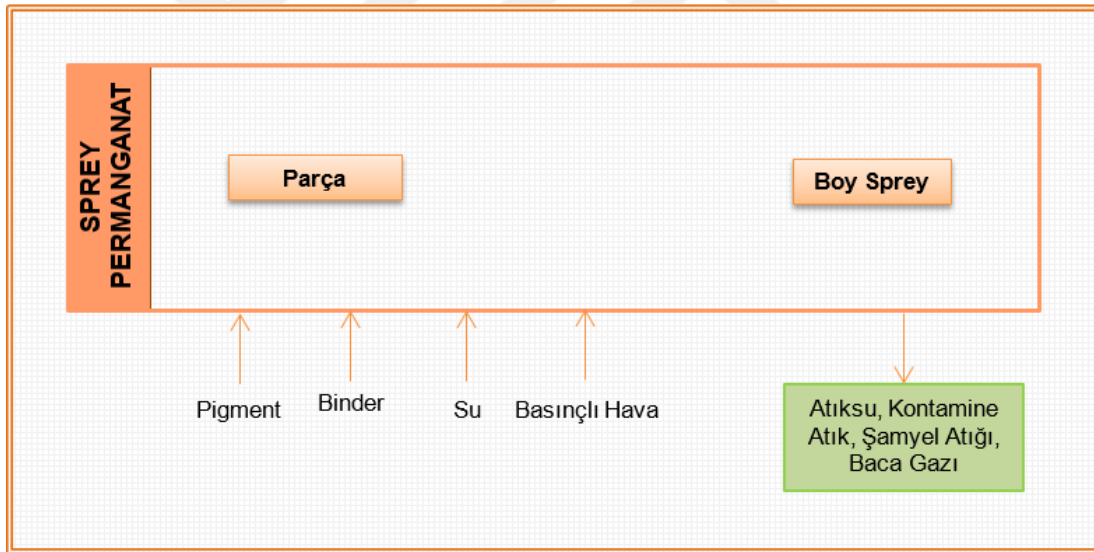 SPREY
PERMANGANAT
Parça
Boy Sprey
Pigment
Binder
Su
Basınçlı Hava
Atıksu, Kontamine
Atık, Şamyel Atığı,
Baca Gazı